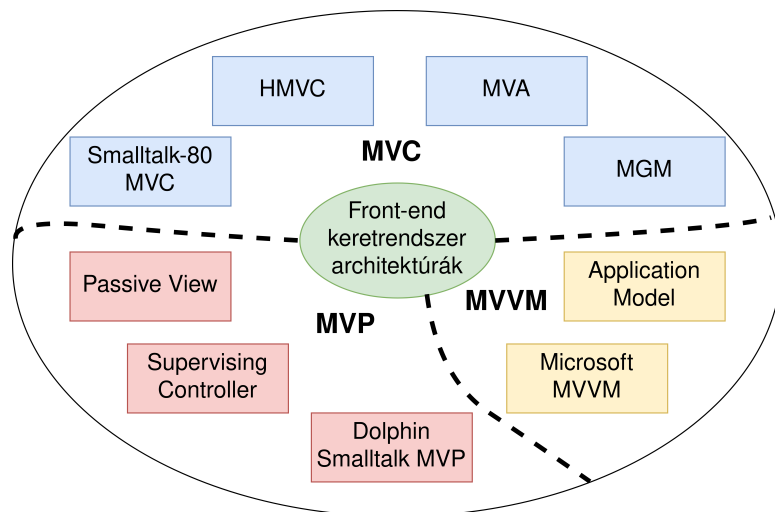 HMVC
MVA
MVC
Smalltalk-80
MVC
MGM
Front-end
keretrendszer
architektúrák
Passive View
Application
Model
MVVM
MVP
Supervising
Controller
Microsoft
MVVM
Dolphin
Smalltalk MVP